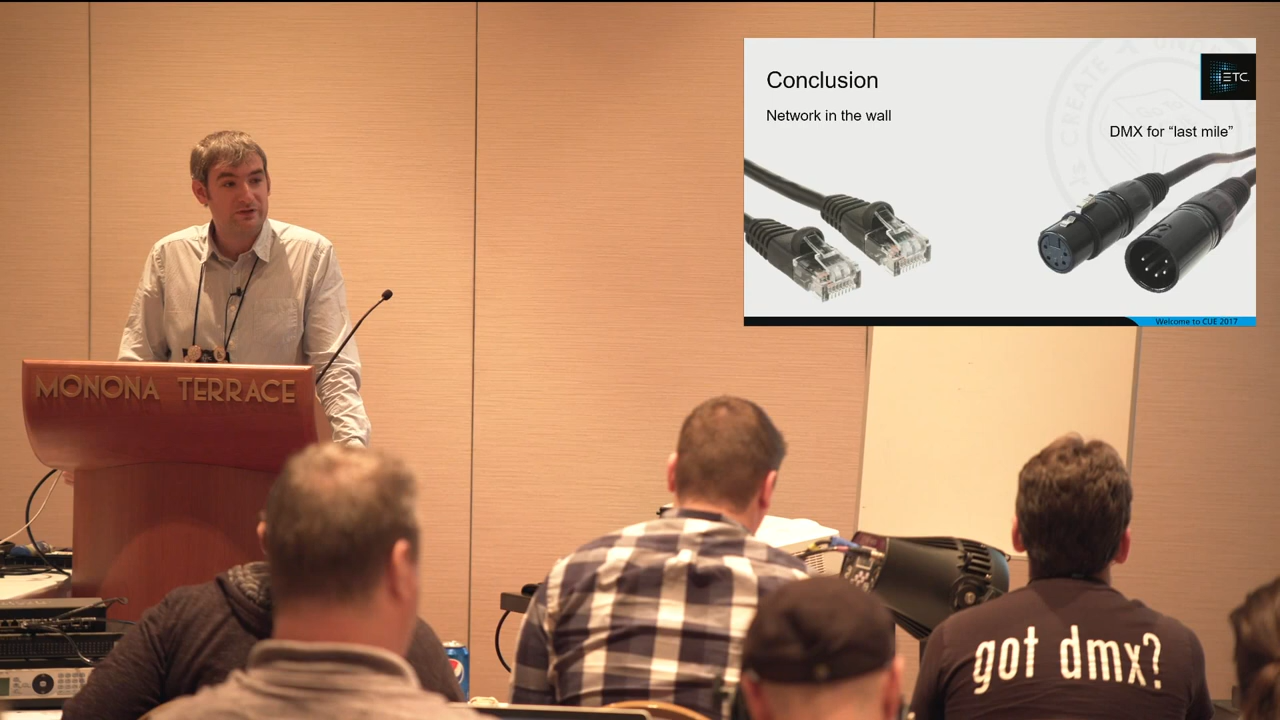 Conclusion
Network in the wall
DMX for “last mile”
ETC.
Welcome to CUE 2017
MONONA TERRACE
got dmx?